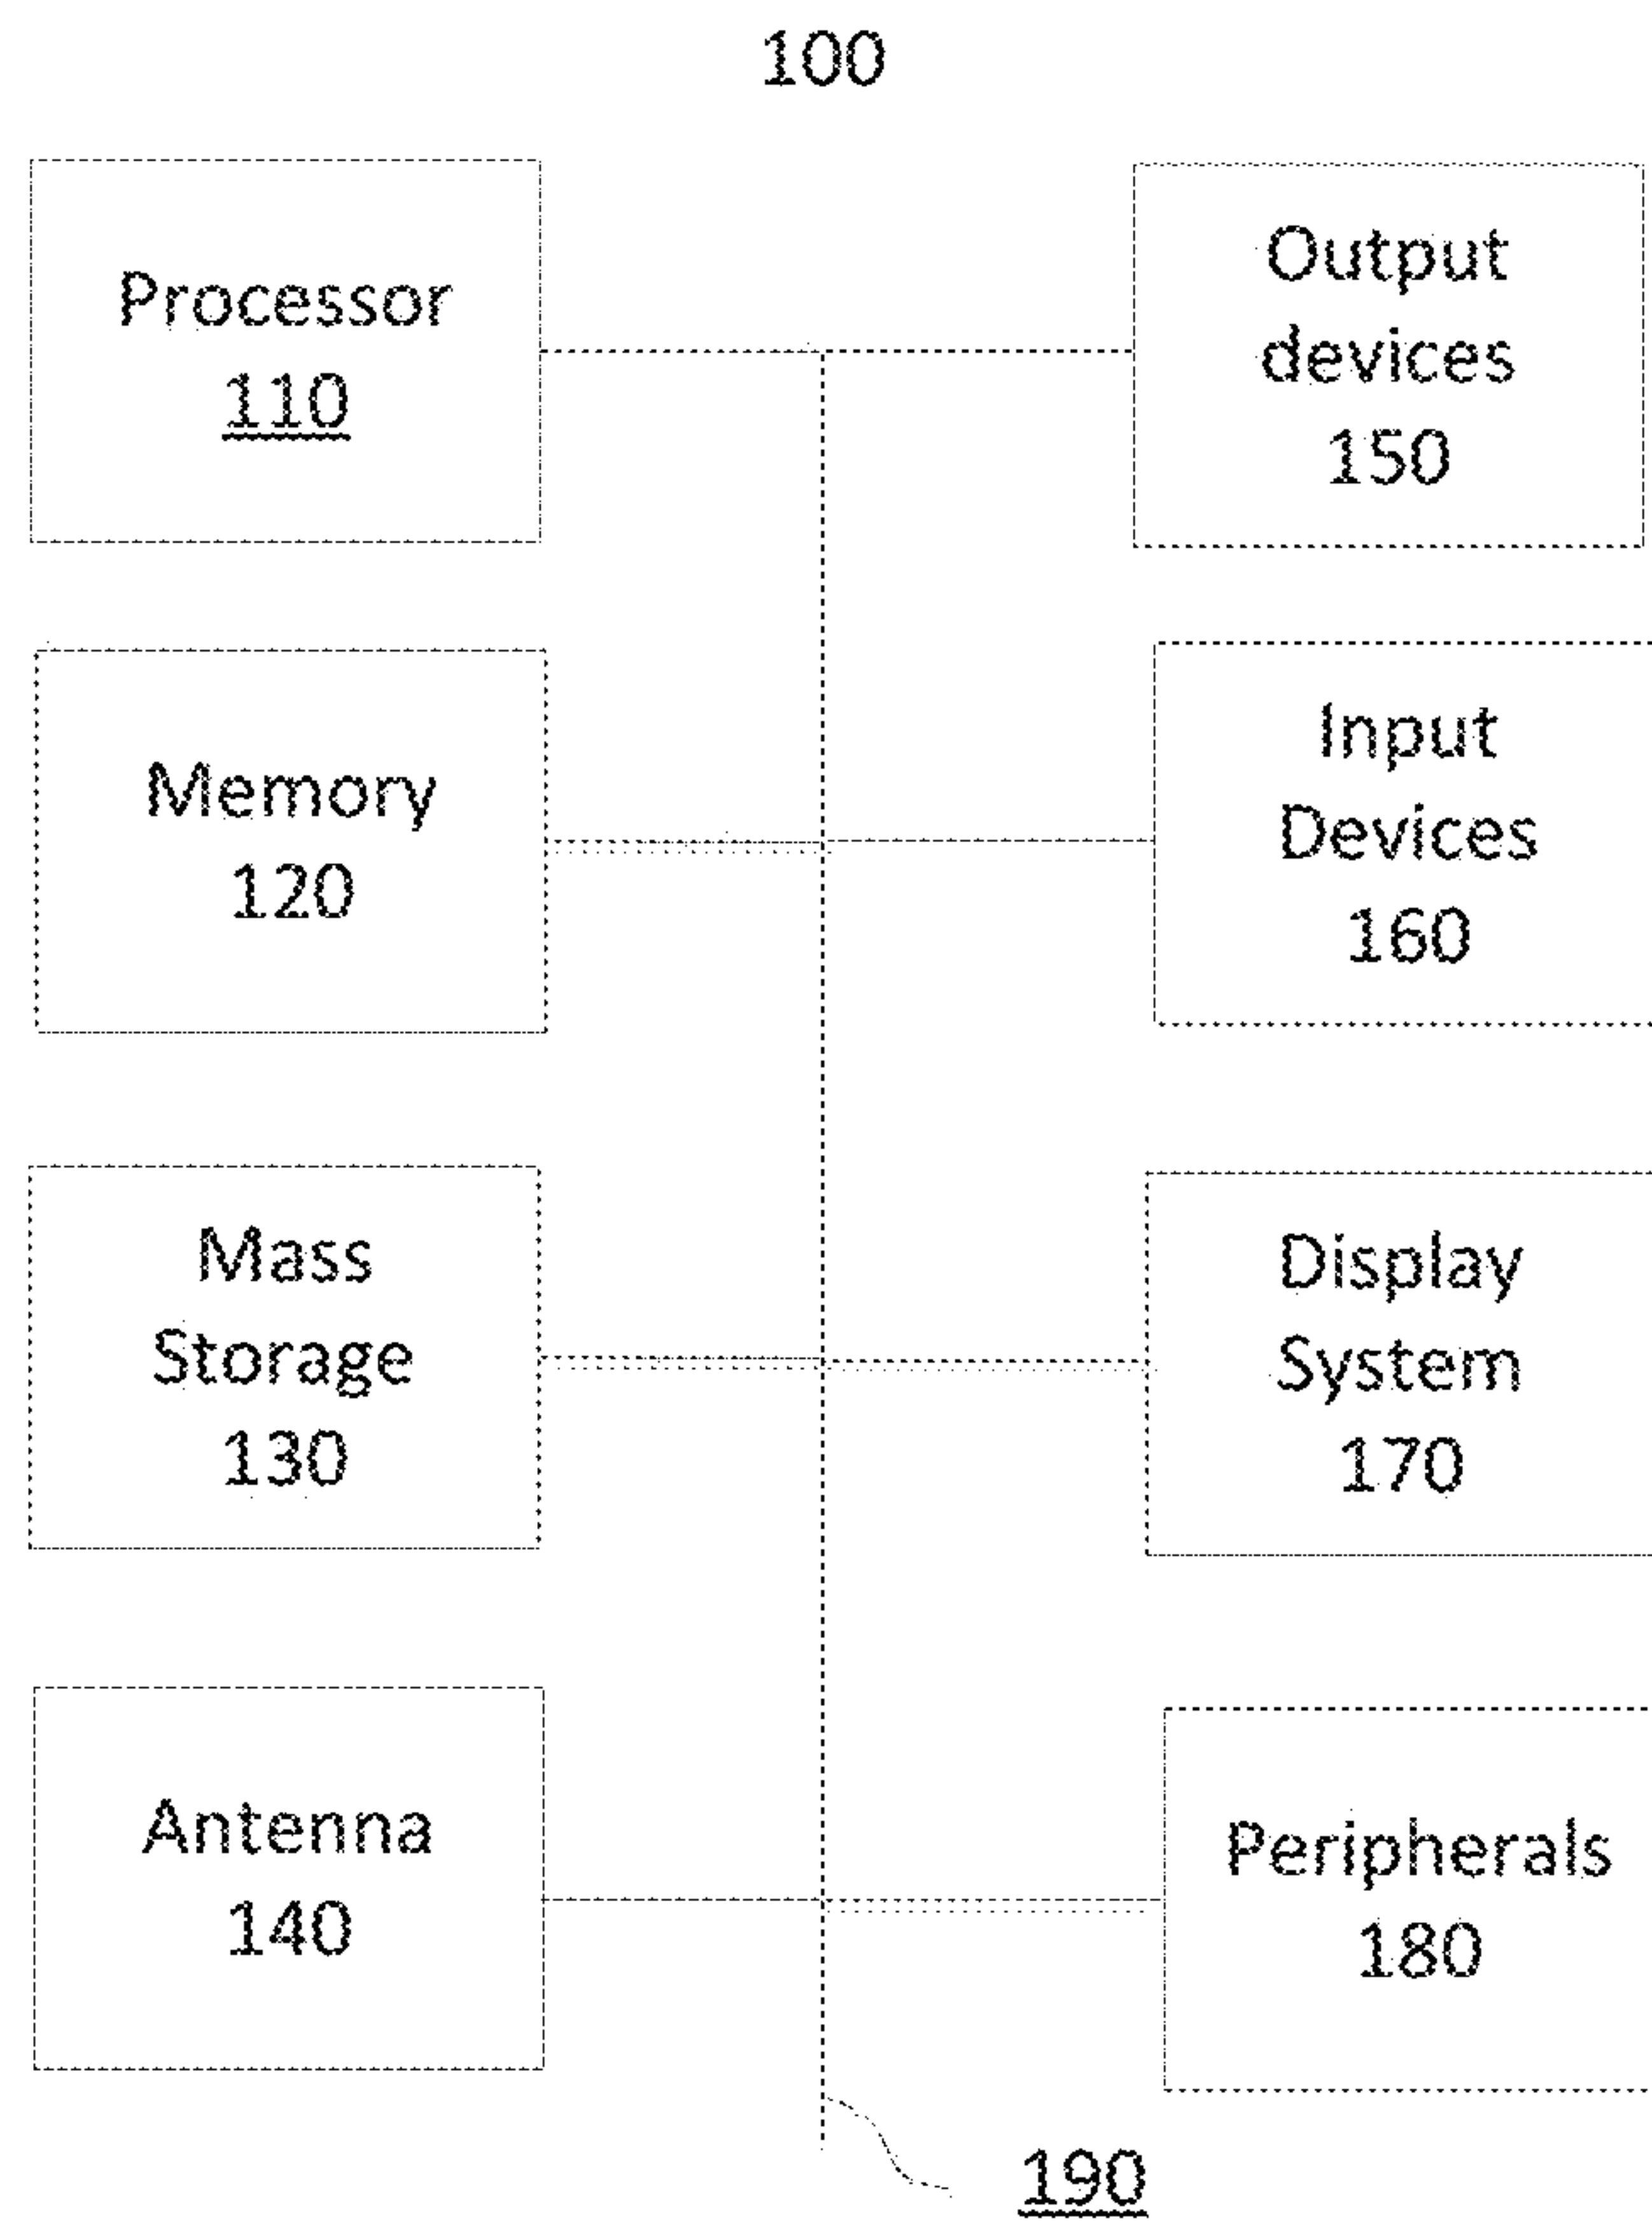 100
Processor
110
Output
devices
150
Memory
120
Input
Devices
160
Mass
Storage
130
Display
System
170
Antenna
140
Peripherals
180
190